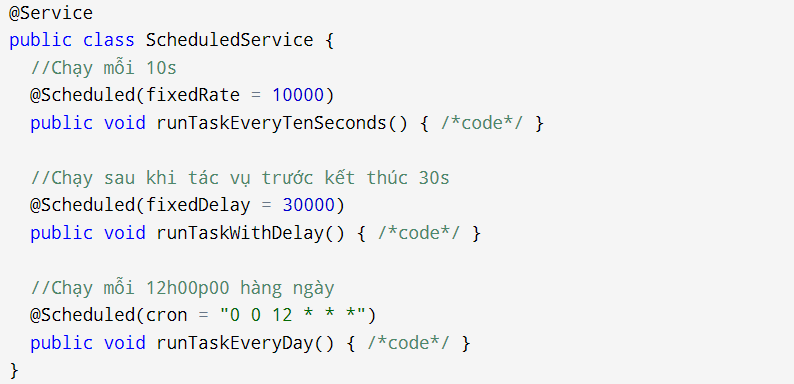 @Service
public class ScheduledService {
//Chạy mỗi 10s
@Scheduled(fixedRate = 10000)
public void runTaskEveryTenSeconds() { /*code*/ }
//Chạy sau khi tác vụ trước kết thúc 30s
@Scheduled(fixedDelay = 30000)
public void runTaskWithDelay() { /*code*/ }
//Chạy mỗi 12h00p00 hàng ngày
@Scheduled(cron = "0 0 12 * * *")
public void runTaskEveryDay() { /*code*/ }
}